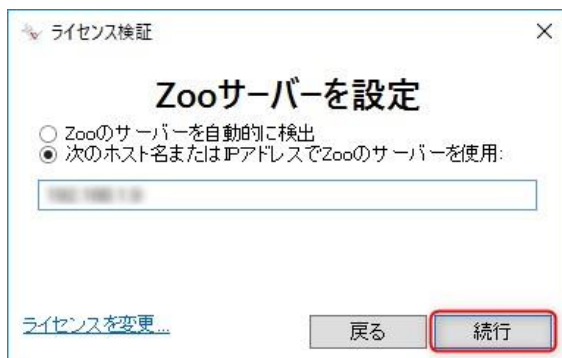 ライセンス検証
Zooサーバーを設定
Zooのサーバーを自動的に検出
次のホスト名またはIPアドレスでZooのサーバーを使用:
ライセンスを変更...
戻る
続行